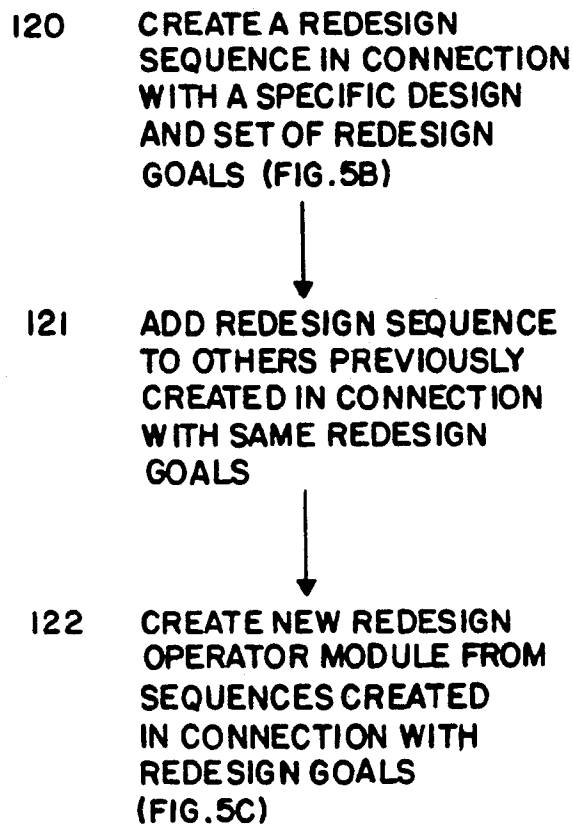 120 CREATE A REDESIGN
SEQUENCE IN CONNECTION
WITH A SPECIFIC DESIGN
AND SET OF REDESIGN
GOALS (FIG.5B)
121 ADD REDESIGN SEQUENCE
TO OTHERS PREVIOUSLY
CREATED IN CONNECTION
WITH SAME REDESIGN
GOALS
122 CREATE NEW REDESIGN
OPERATOR MODULE FROM
SEQUENCES CREATED
IN CONNECTION WITH
REDESIGN GOALS
(FIG.5C)